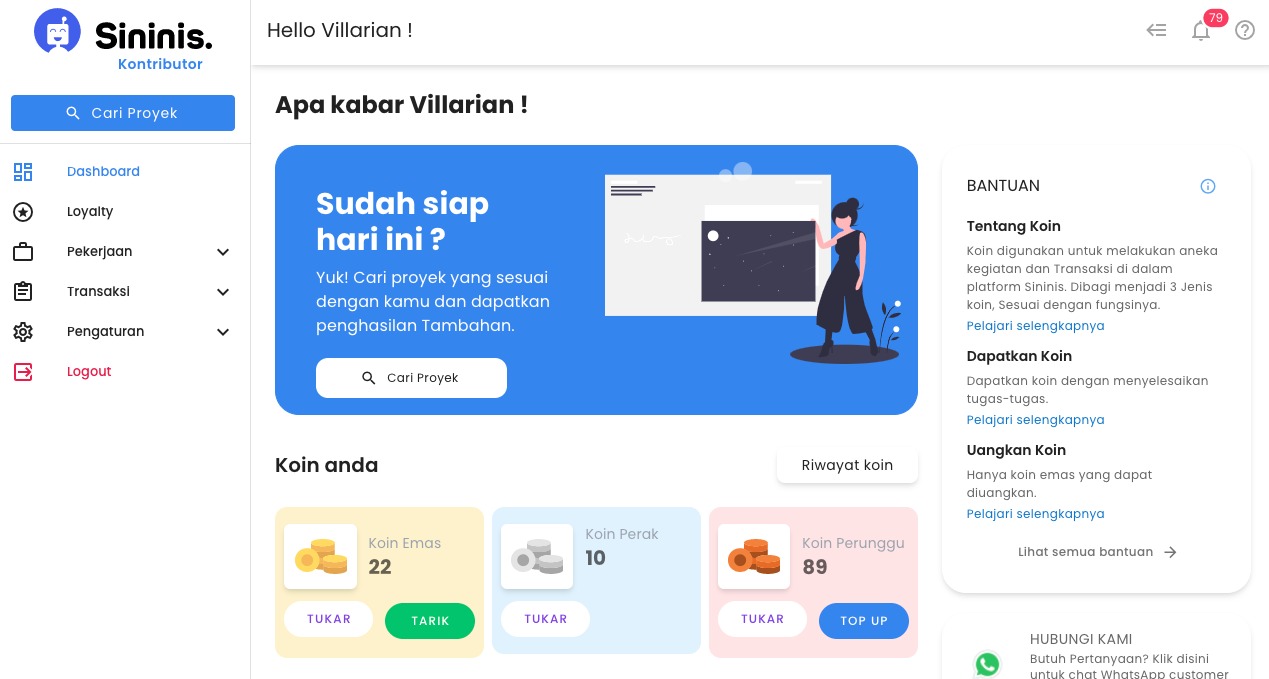 Sininis.
Kontributor
Cari Proyek
Dashboard
Loyalty
Pekerjaan
Transaksi
Pengaturan
Logout
Hello Villarian !
79
Apa kabar Villarian !
Sudah siap
hari ini ?
Yuk! Cari proyek yang sesuai
dengan kamu dan dapatkan
penghasilan Tambahan.
Cari Proyek
Koin anda
Riwayat koin
Koin Emas
22
TUKAR
TARIK
Koin Perak
10
TUKAR
Koin Perunggu
89
TUKAR
TOP UP
BANTUAN
Tentang Koin
Koin digunakan untuk melakukan aneka
kegiatan dan Transaksi di dalam
platform Sininis. Dibagi menjadi 3 Jenis
koin, Sesuai dengan fungsinya.
Pelajari selengkapnya
Dapatkan Koin
Dapatkan koin dengan menyelesaikan
tugas-tugas.
Pelajari selengkapnya
Uangkan Koin
Hanya koin emas yang dapat
diuangkan.
Pelajari selengkapnya
Lihat semua bantuan
HUBUNGI KAMI
Butuh Pertanyaan? Klik disini
untuk chat WhatsApp customer